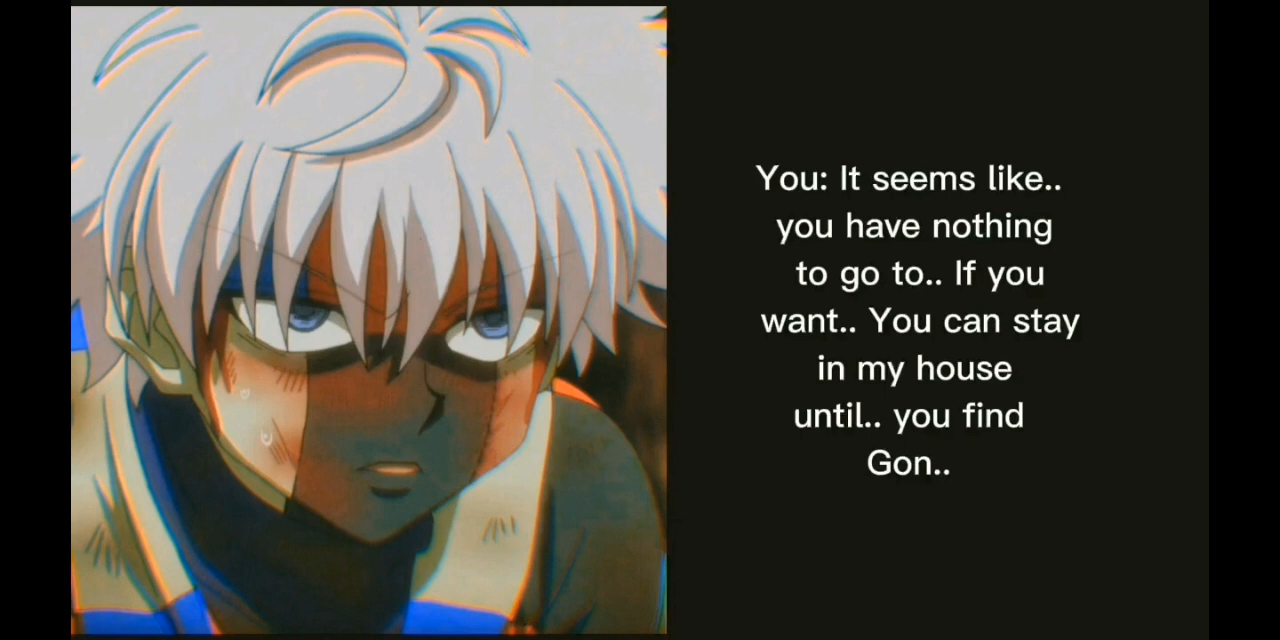 You: It seems like..
you have nothing
to go to.. If you
want.. You can stay
in my house
until.. you find
Gon..